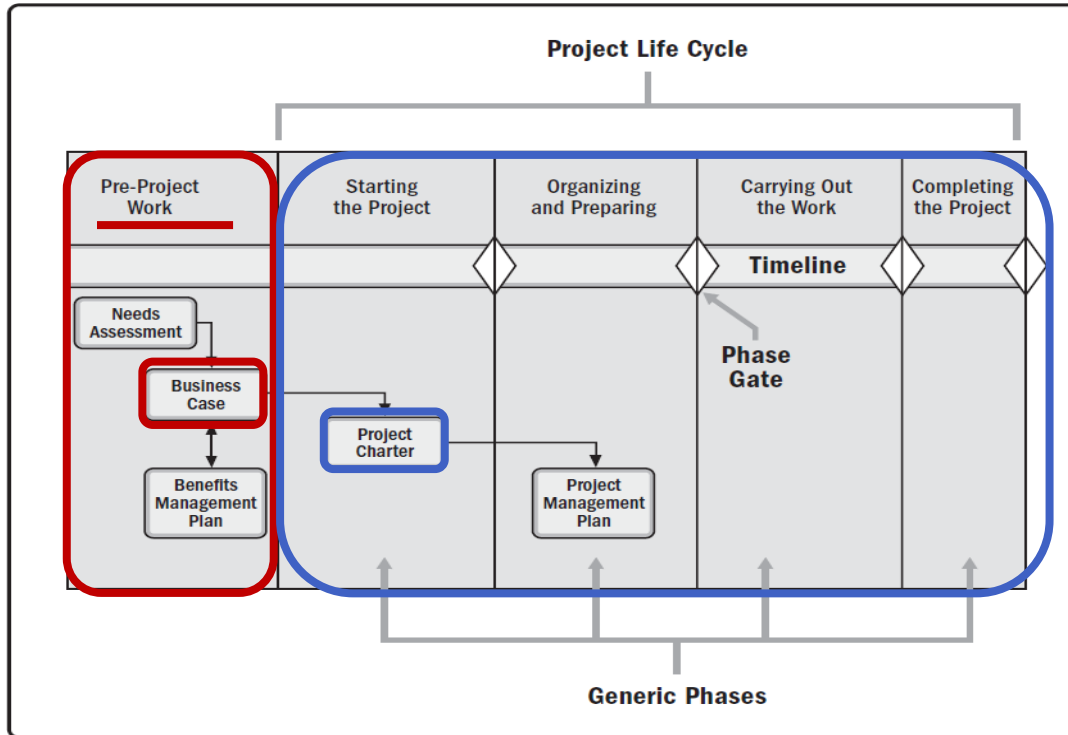 Project Life Cycle
Pre-Project
Work
Starting
the Project
Organizing
and Preparing
Carrying Out
the Work
Completing
the Project
Timeline
Needs
Assessment
Business
Case
Benefits
Management
Plan
Project
Charter
Project
Management
Plan
Phase
Gate
Generic Phases